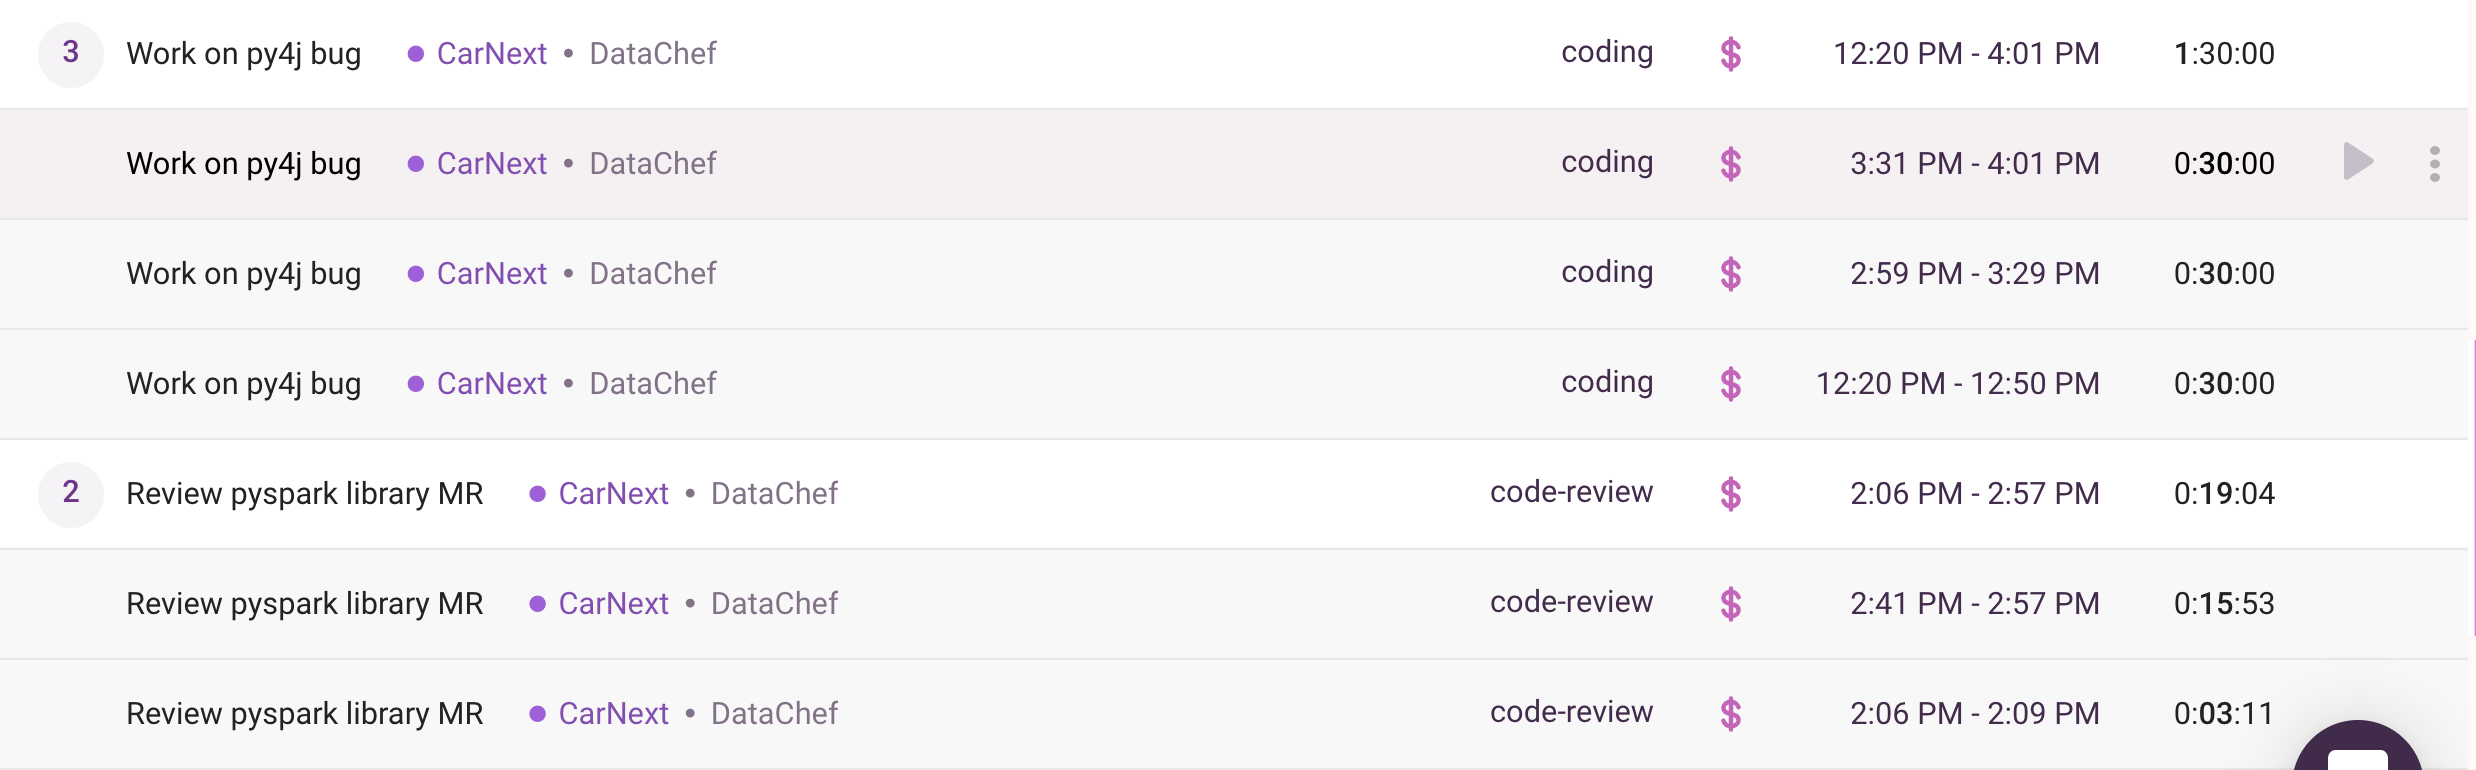 3 Work on py4j bug • CarNext • DataChef coding $ 12:20 PM - 4:01 PM 1:30:00
Work on py4j bug • CarNext • DataChef coding $ 3:31 PM - 4:01 PM 0:30:00
Work on py4j bug • CarNext • DataChef coding $ 2:59 PM - 3:29 PM 0:30:00
Work on py4j bug • CarNext • DataChef coding $ 12:20 PM - 12:50 PM 0:30:00
2 Review pyspark library MR • CarNext • DataChef code-review $ 2:06 PM - 2:57 PM 0:19:04
Review pyspark library MR • CarNext • DataChef code-review $ 2:41 PM - 2:57 PM 0:15:53
Review pyspark library MR • CarNext • DataChef code-review $ 2:06 PM - 2:09 PM 0:03:11